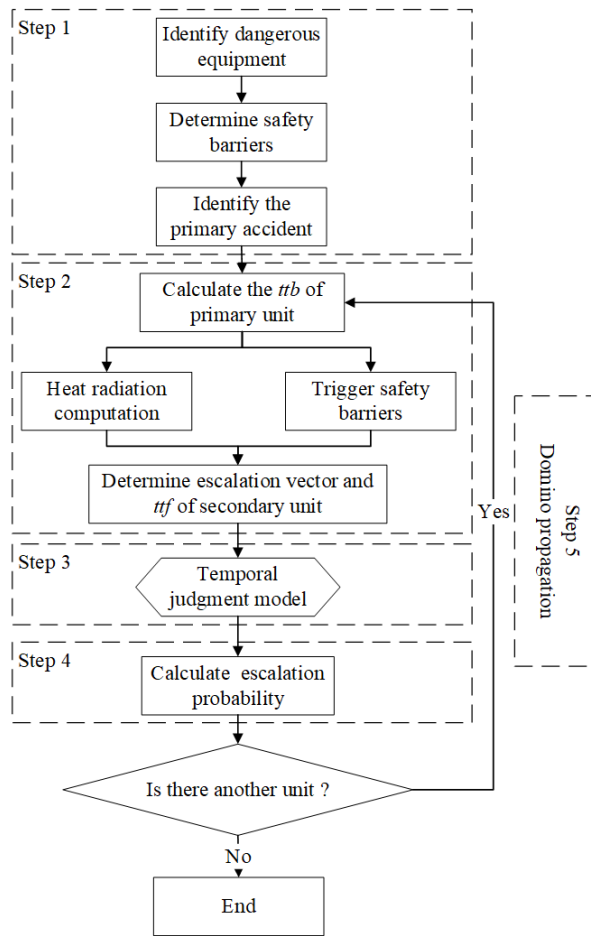 Step 1
Identify dangerous
equipment
Determine safety
barriers
Identify the
primary accident
Step 2
Calculate the ttb of
primary unit
Heat radiation
computation
Trigger safety
barriers
Determine escalation vector and
ttf of secondary unit
Step 3
Temporal
judgment model
Step 4
Calculate escalation
probability
Is there another unit ?
Yes
Step 5
Domino propagation
No
End